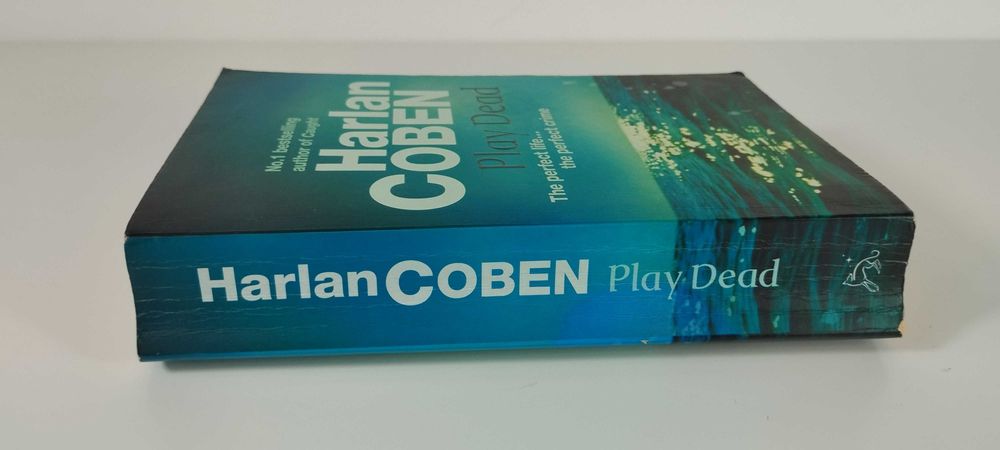 No.1 bestselling
author of Caught
Harlan
COBEN
Play Dead
The perfect life...
the perfect crime
Harlan COBEN Play Dead